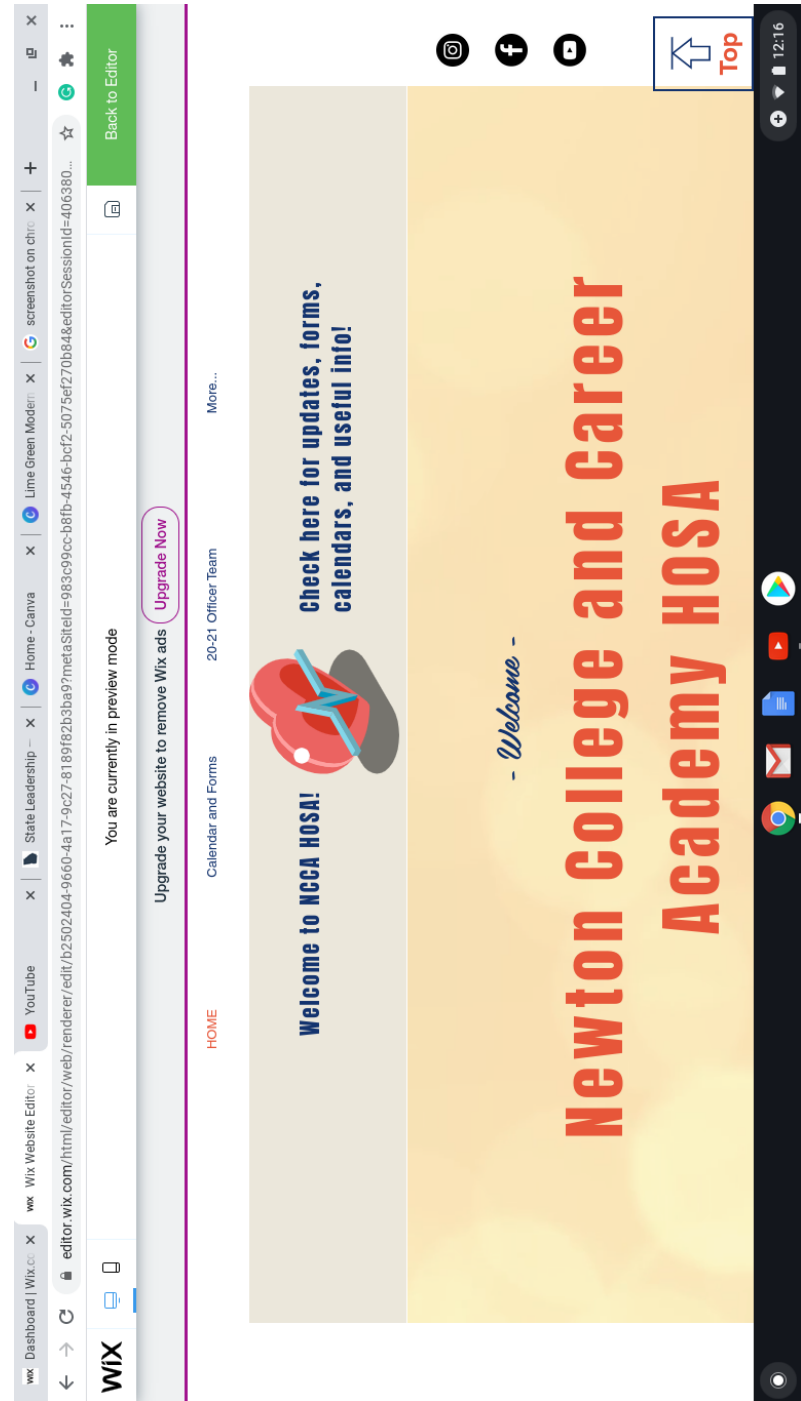 Dashboard | Wix.co
Wix Website Editor
YouTube
State Leadership –
Home - Canva
Lime Green Modern
screenshot on chro
editor.wix.com/html/editor/web/renderer/edit/b2502404-9660-4a17-9c27-8189f82b3ba9?metaSiteId=983c99cc-b8fb-4546-bcf2-5075ef270b84&editorSessionId=406380...
WiX
You are currently in preview mode
Back to Editor
Upgrade your website to remove Wix ads Upgrade Now
HOME Calendar and Forms 20-21 Officer Team More...
Welcome to NCCA HOSA!
Check here for updates, forms,
calendars, and useful info!
- Welcome -
Newton College and Career
Academy HOSA
Top
12:16